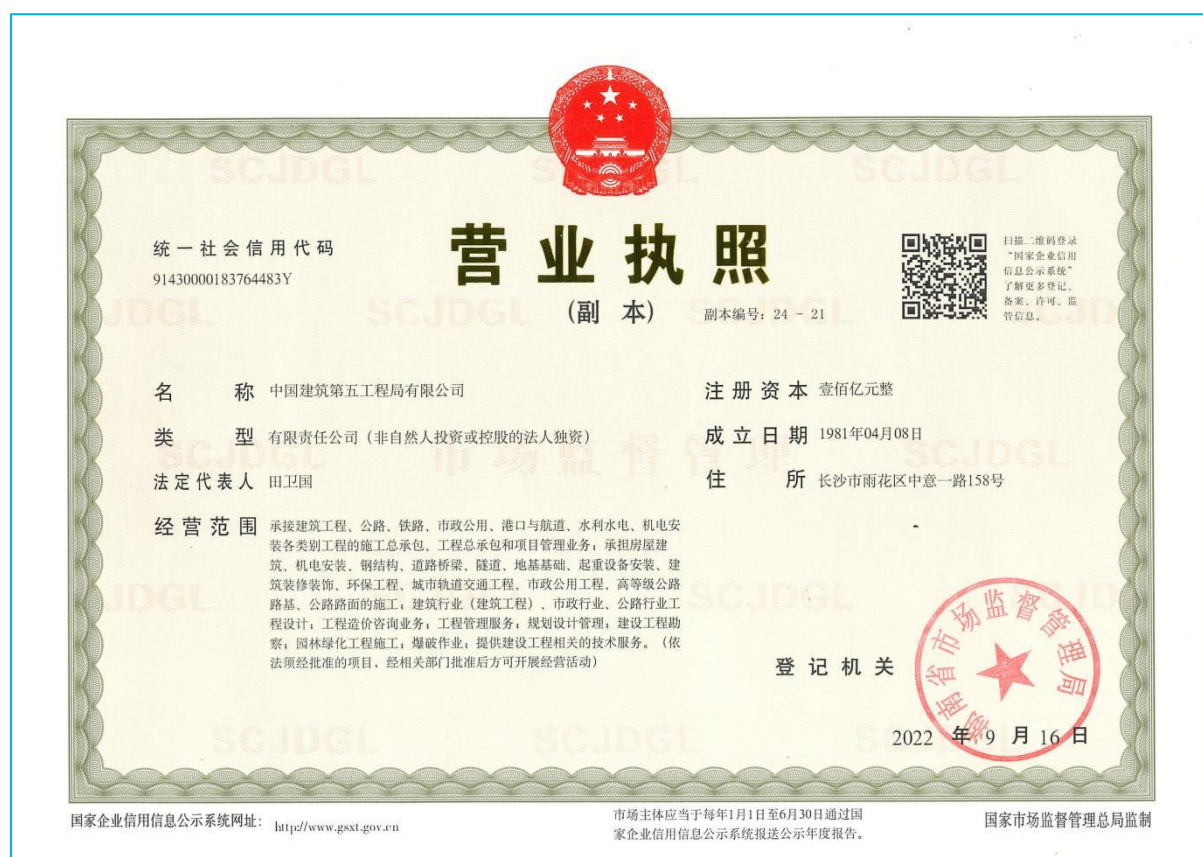 统一社会信用代码
91430000183764483Y
营业执照
(副 本)
副本编号：24 - 21
扫描二维码登录
“国家企业信用
信息公示系统”
了解更多登记、
备案、许可、监
管信息。
名 称 中国建筑第五工程局有限公司
类 型 有限责任公司（非自然人投资或控股的法人独资）
法定代表人 田卫国
经营范围 承接建筑工程、公路、铁路、市政公用、港口与航道、水利水电、机电安
装各类别工程的施工总承包、工程总承包和项目管理业务；承担房屋建
筑、机电安装、钢结构、道路桥梁、隧道、地基基础、起重设备安装、建
筑装修装饰、环保工程、城市轨道交通工程、市政公用工程、高等级公路
路基、公路路面的施工；建筑行业（建筑工程）、市政行业、公路行业工
程设计；工程造价咨询业务；工程管理服务；规划设计管理；建设工程勘
察；园林绿化工程施工；爆破作业，提供建设工程相关的技术服务。（依
法须经批准的项目，经相关部门批准后方可开展经营活动）
注册资本 壹佰亿元整
成立日期 1981年04月08日
住 所 长沙市雨花区中意一路158号
登记机关
湖南省市场监督管理局
2022 年 9 月 16 日
SCJDGL
市场监督管理
国家企业信用信息公示系统网址： http://www.gsxt.gov.cn
市场主体应当于每年1月1日至6月30日通过国
家企业信用信息公示系统报送公示年度报告。
国家市场监督管理总局监制